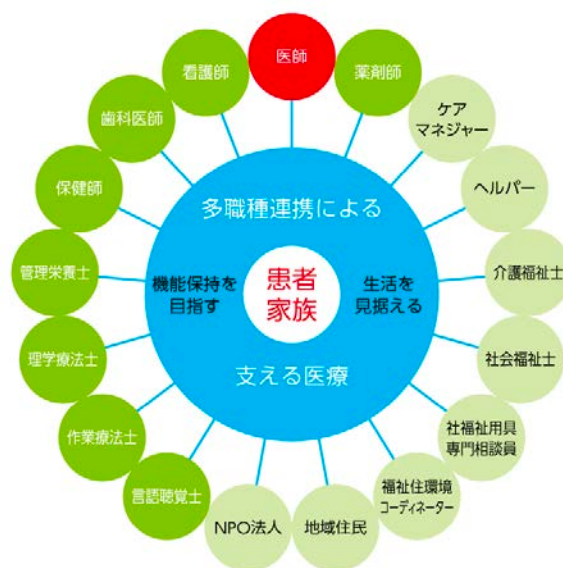 医師
薬剤師
ケア
マネジャー
ヘルパー
介護福祉士
社会福祉士
社福祉用具
専門相談員
福祉住環境
コーディネーター
地域住民
NPO法人
言語聴覚士
作業療法士
理学療法士
管理栄養士
保健師
歯科医師
看護師
多職種連携による
機能保持を
目指す
患者
家族
生活を
見据える
支える医療